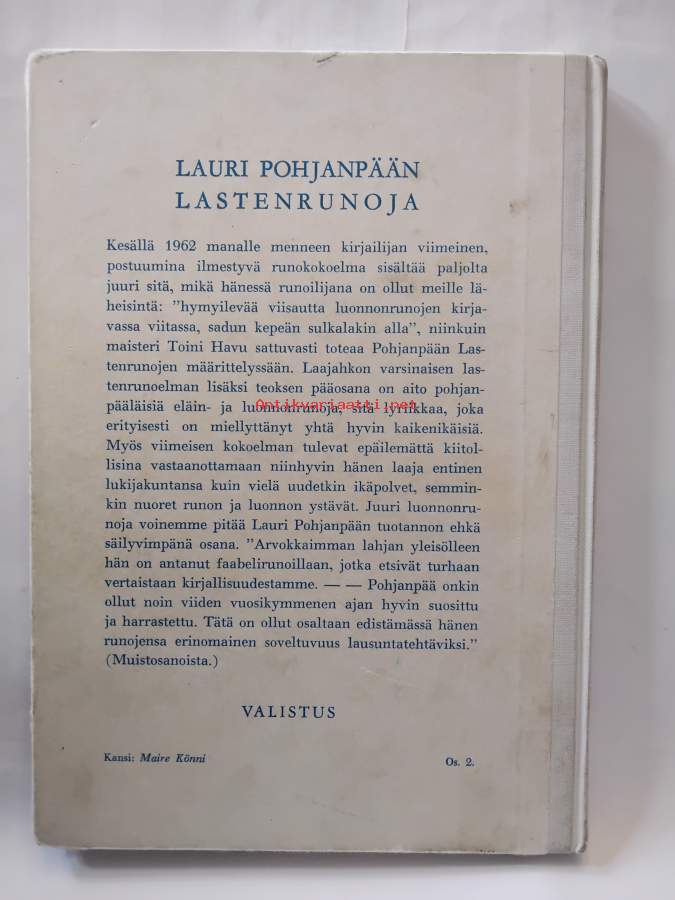 LAURI POHJANPÄÄN
LASTENRUNOJA
Kesällä 1962 manalle menneen kirjailijan viimeinen,
postuumina ilmestyvä runokokoelma sisältää paljolta
juuri sitä, mikä hänessä runoilijana on ollut meille lä-
heisintä: ”hymyilevää viisautta luonnonrunojen kirja-
vassa viitassa, sadun kepeän sulkalakin alla”, niinkuin
maisteri Toini Havu sattuvasti toteaa Pohjanpään Las-
tenrunojen määrittelyssään. Laajahkon varsinaisen las-
tenrunoelman lisäksi teoksen pääosana on aito pohjan-
pääläisiä eläin- ja luonnonrunoja, sitä lyriikkaa, joka
Antikvariaatti.net
erityisesti on miellyttänyt yhtä hyvin kaikenikäisiä.
Myös viimeisen kokoelman tulevat epäilemättä kiitol-
lisina vastaanottamaan niinhyvin hänen laaja entinen
lukijakuntansa kuin vielä uudetkin ikäpolvet, semmin-
kin nuoret runon ja luonnon ystävät. Juuri luonnonru-
noja voinemme pitää Lauri Pohjanpään tuotannon ehkä
säilyvimpänä osana. ”Arvokkaimman lahjan yleisölleen
hän on antanut faabelirunoillaan, jotka etsivät turhaan
vertaistaan kirjallisuudestamme. — — Pohjanpää onkin
ollut noin viiden vuosikymmenen ajan hyvin suosittu
ja harrastettu. Tätä on ollut osaltaan edistämässä hänen
runojensa erinomainen soveltuvuus lausuntatehtäviksi.”
(Muistosanoista.)
VALISTUS
Kansi: Maire Könni
Os. 2.